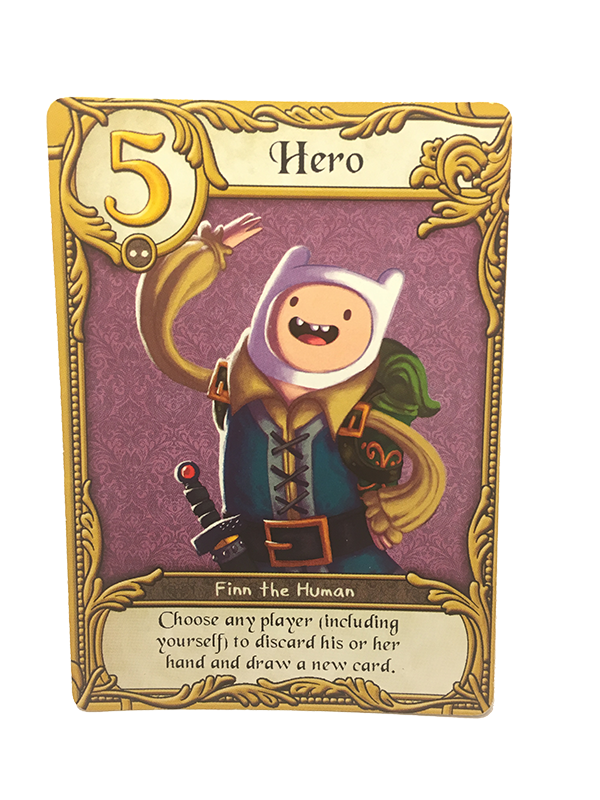 5
Hero
Finn the Human
Choose any player (including
yourself) to discard his or her
hand and draw a new card.